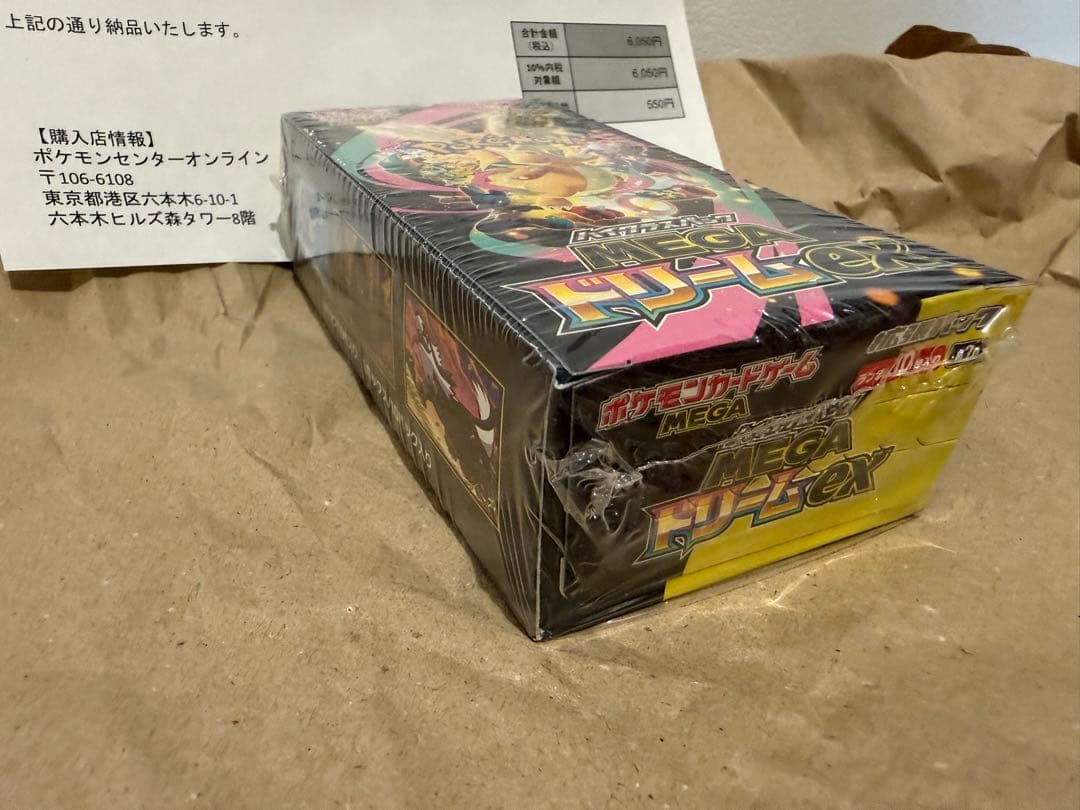 上記の通り納品いたします。
合計金額
(税込)
6,050円
10%内税
対象額
6,050円
550円
【購入店情報】
ポケモンセンターオンライン
〒106-6108
東京都港区六本木6-10-1
六本木ヒルズ森タワー8階
ハイクラスパック
MEGA
ドリームex
ポケモンカードゲーム
MEGA
拡張パック
ハイクラスパック
MEGA
ドリームex